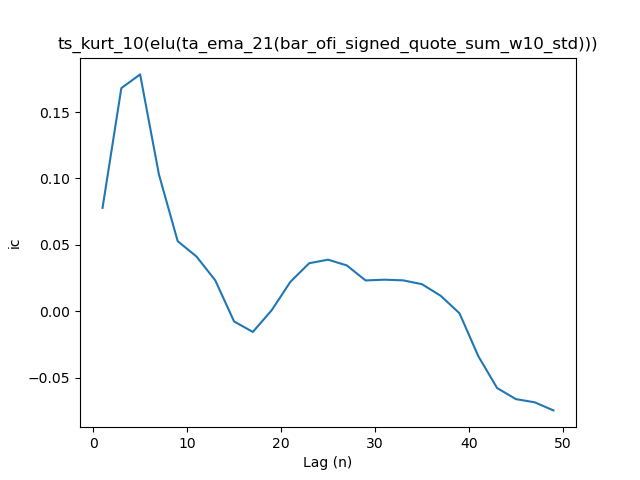 ts_kurt_10(elu(ta_ema_21(bar_ofi_signed_quote_sum_w10_std)))
0.15
0.10
0.05
0.00
−0.05
ic
0 10 20 30 40 50
Lag (n)